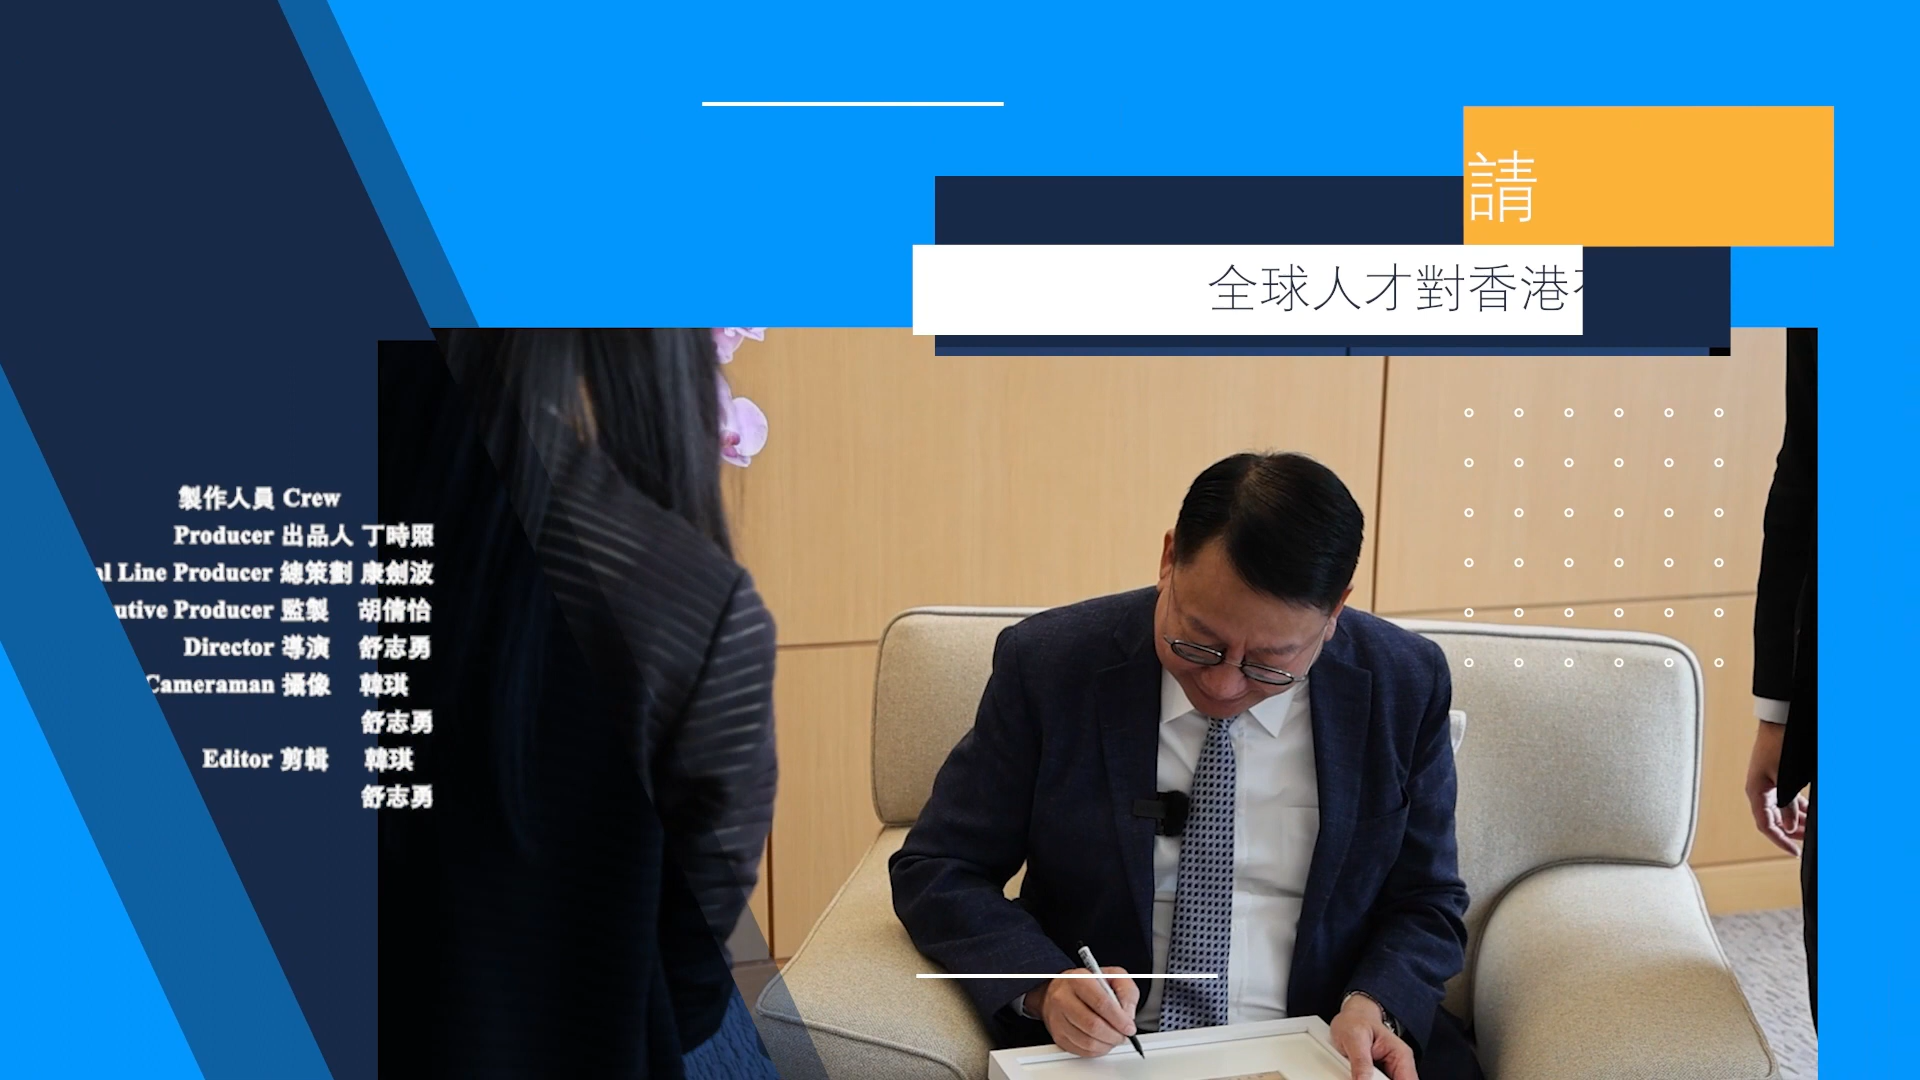 請
全球人才對香港
製作人員 Crew
Producer 出品人 丁時照
Line Producer 總策劃 康劍波
Producer 監製 胡倩怡
Director 導演 舒志勇
Cameraman 攝像 韓琪
舒志勇
Editor 剪輯 韓琪
舒志勇